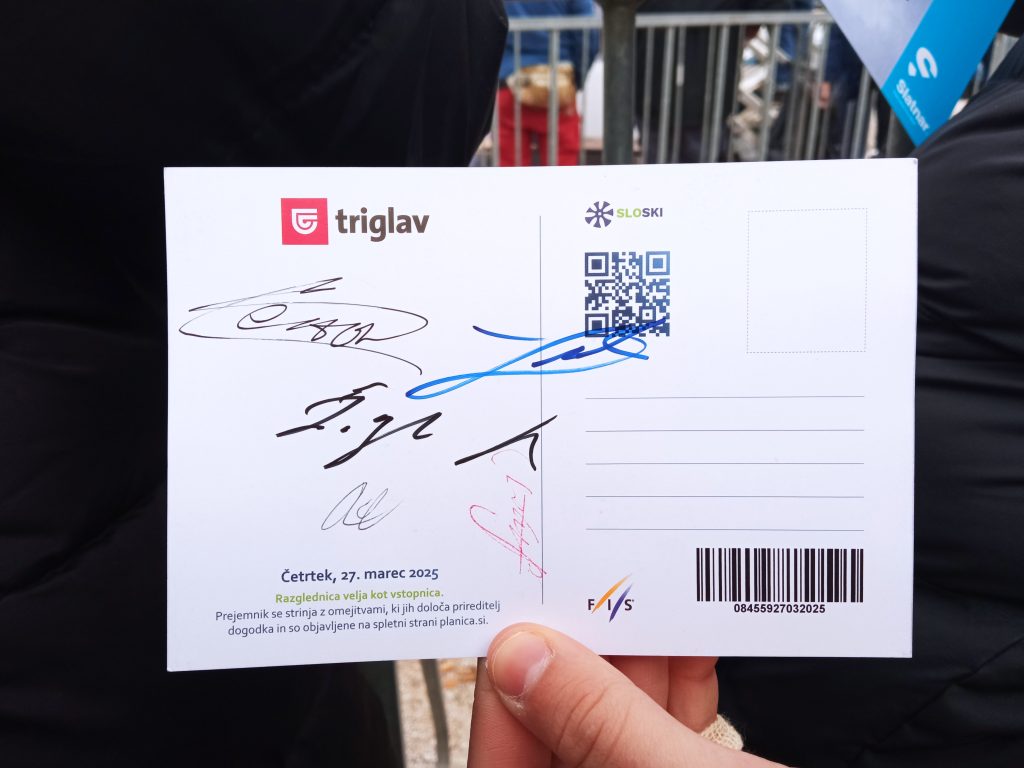 Slatnar
triglav
SLOSKI
Četrtek, 27. marec 2025
Razglednica velja kot vstopnica.
Prejemnik se strinja z omejitvami, ki jih določa prireditelj
dogodka in so objavljene na spletni strani planica.si.
F/I/S
08455927032025